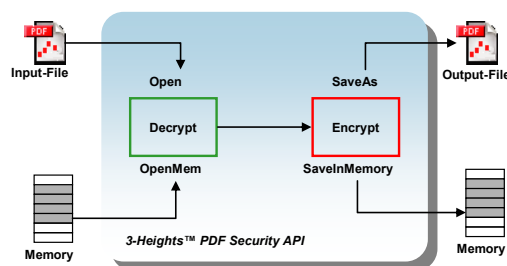 PDF
PDF
Input-File
Output-File
Open
SaveAs
Decrypt
Encrypt
OpenMem
SaveInMemory
Memory
Memory
3-Heights™ PDF Security API